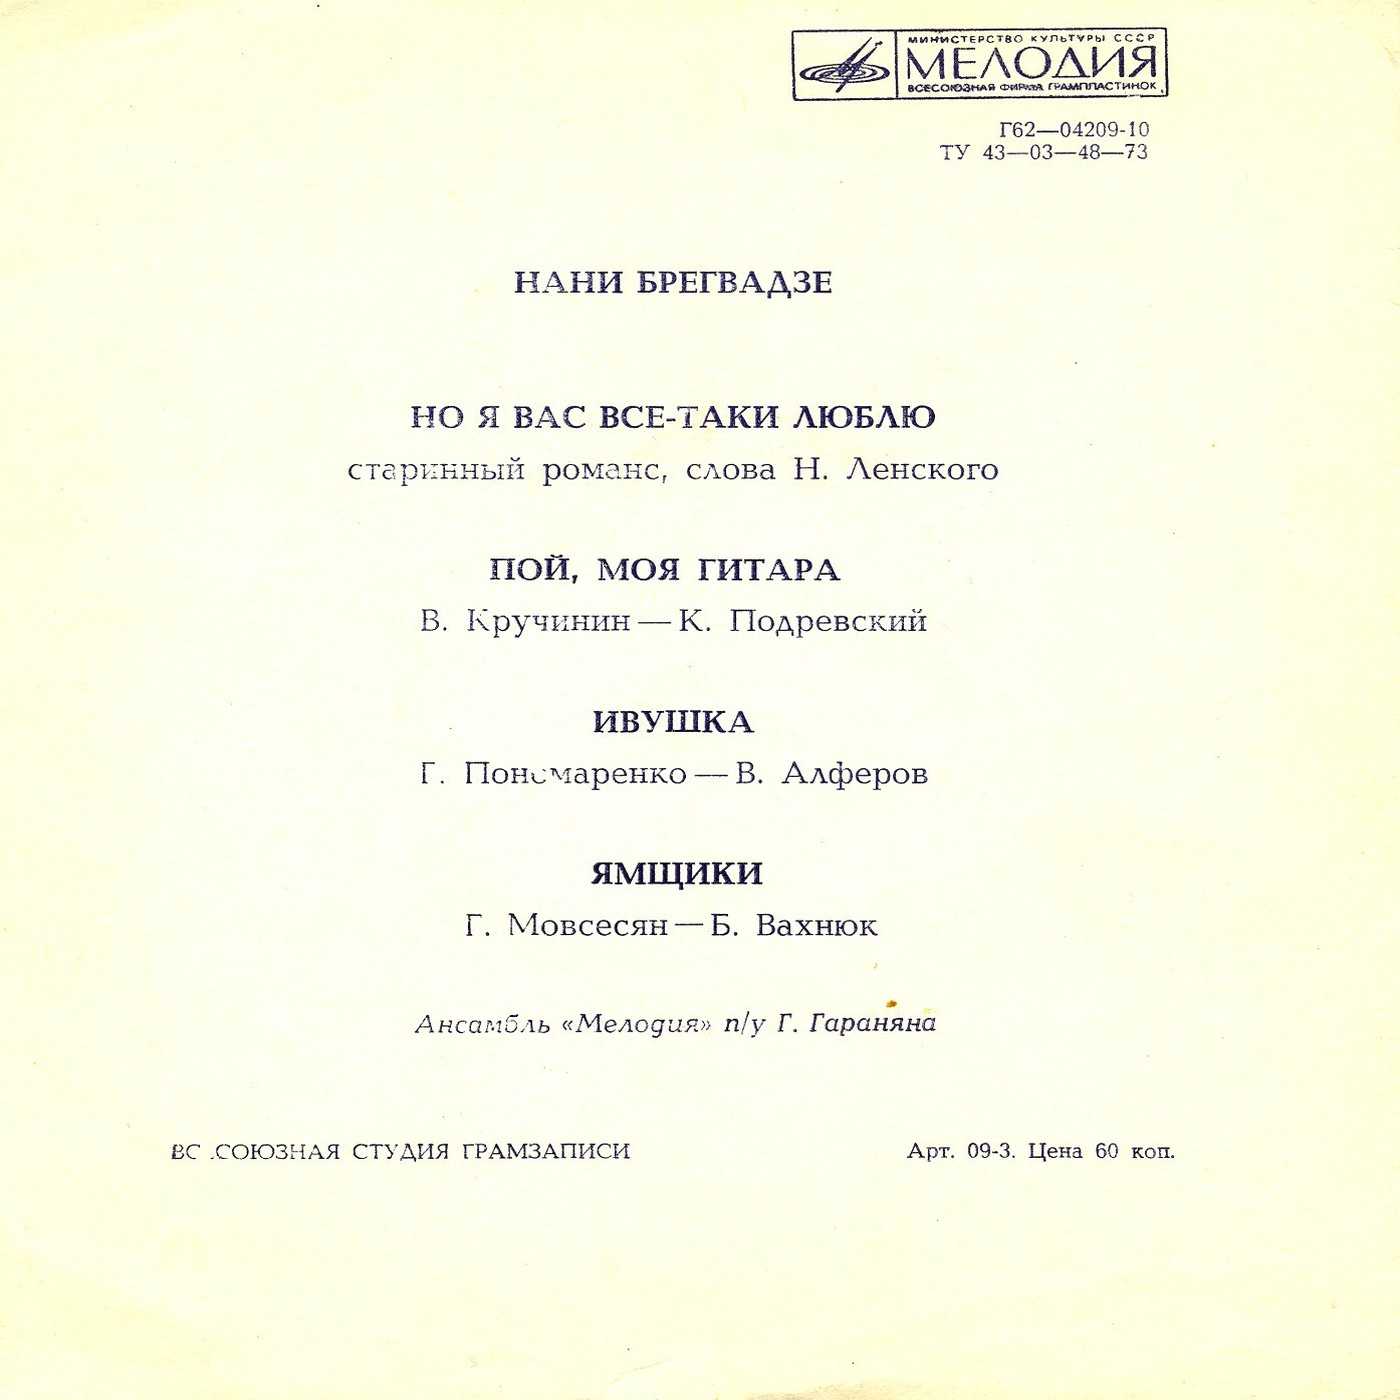 МИНИСТЕРСТВО КУЛЬТУРЫ СССР
МЕЛОДИЯ
ВСЕСОЮЗНАЯ ФИРМА ГРАМПЛАСТИНОК
Г62—04209-10
ТУ 43—03—48—73
НАНИ БРЕГВАДЗЕ
НО Я ВАС ВСЕ-ТАКИ ЛЮБЛЮ
старинный романс, слова Н. Ленского
ПОЙ, МОЯ ГИТАРА
В. Кручинин — К. Подревский
ИВУШКА
Г. Пономаренко — В. Алферов
ЯМЩИКИ
Г. Мовсесян — Б. Вахнюк
Ансамбль «Мелодия» п/у Г. Гараняна
ВСЕСОЮЗНАЯ СТУДИЯ ГРАМЗАПИСИ
Арт. 09-3. Цена 60 коп.